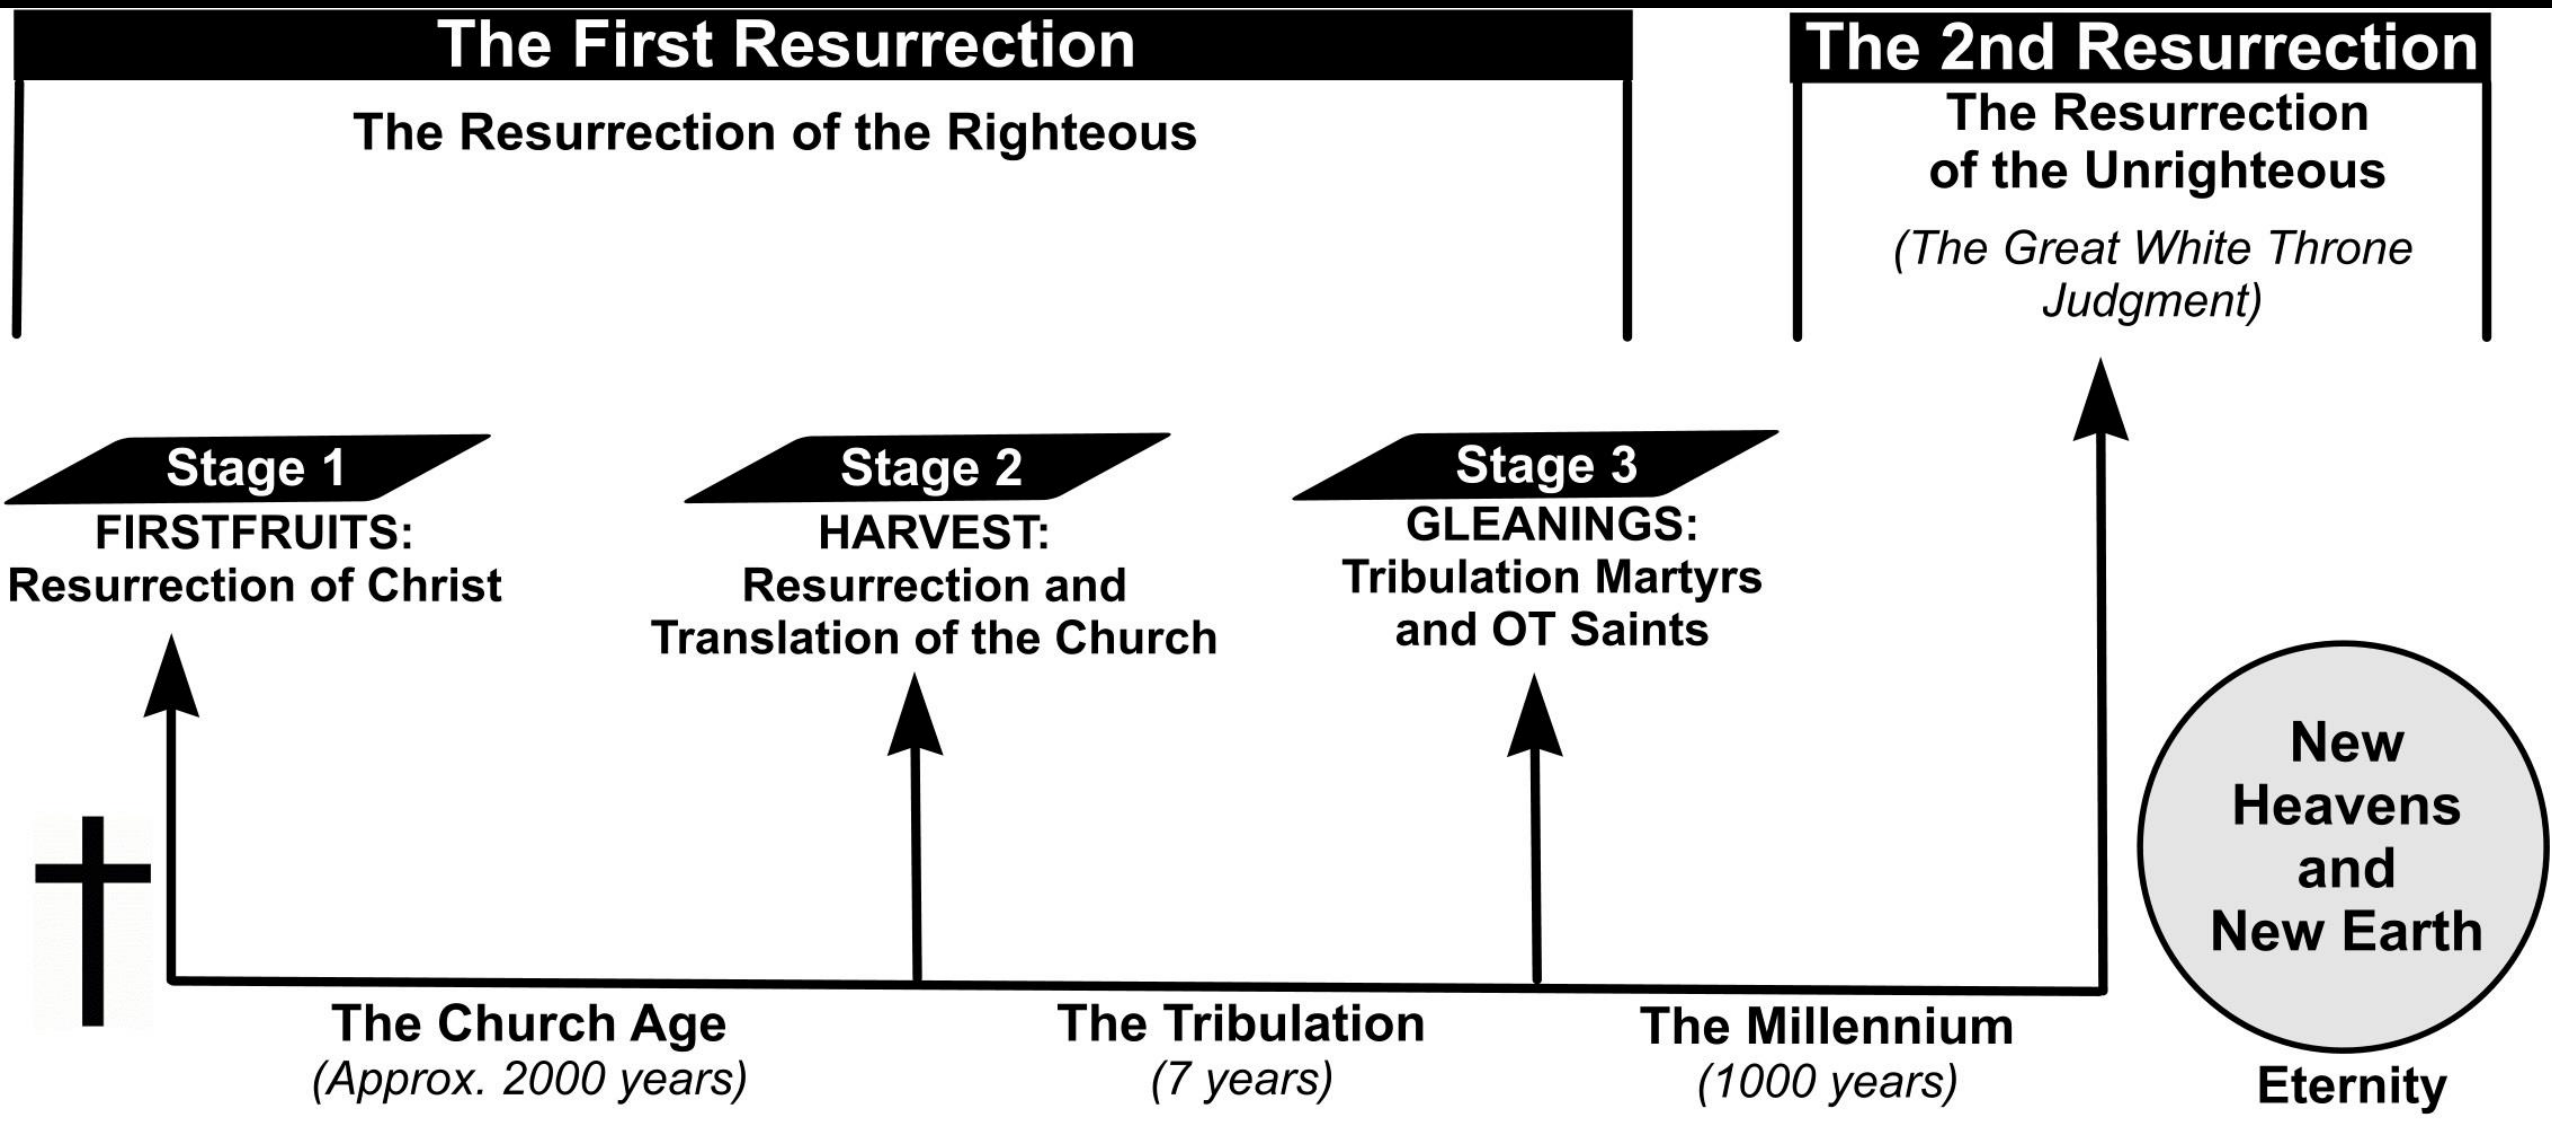 The First Resurrection
The Resurrection of the Righteous
The 2nd Resurrection
The Resurrection
of the Unrighteous
(The Great White Throne
Judgment)
Stage 1
FIRSTFRUITS:
Resurrection of Christ
Stage 2
HARVEST:
Resurrection and
Translation of the Church
Stage 3
GLEANINGS:
Tribulation Martyrs
and OT Saints
The Church Age
(Approx. 2000 years)
The Tribulation
(7 years)
The Millennium
(1000 years)
New
Heavens
and
New Earth
Eternity